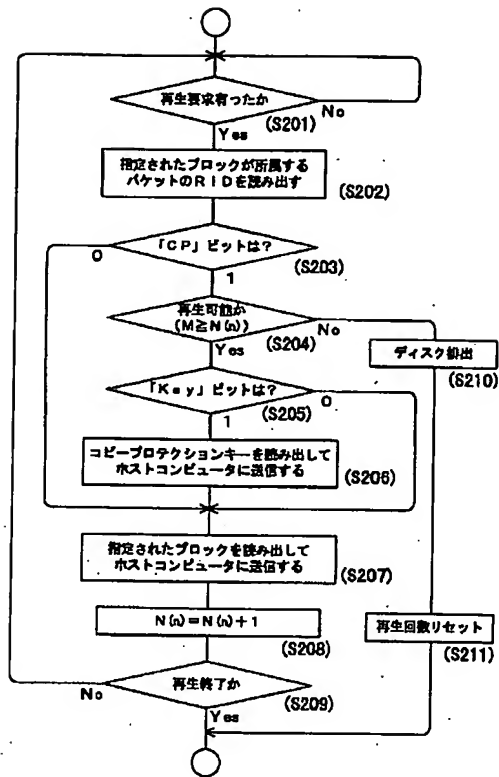 再生要求有ったか
No
Yes
(S201)
指定されたブロックが所属する
パケットのRIDを読み出す
(S202)
「CP」ビットは?
0
(S203)
1
再生可能か
(M≧N(n))
No
(S204)
Yes
ディスク排出
(S210)
「Key」ビットは?
0
(S205)
1
コピープロテクションキーを読み出して
ホストコンピュータに送信する
(S206)
指定されたブロックを読み出して
ホストコンピュータに送信する
(S207)
N(n)=N(n)+1
(S208)
再生回数リセット
(S211)
再生終了か
No
(S209)
Yes